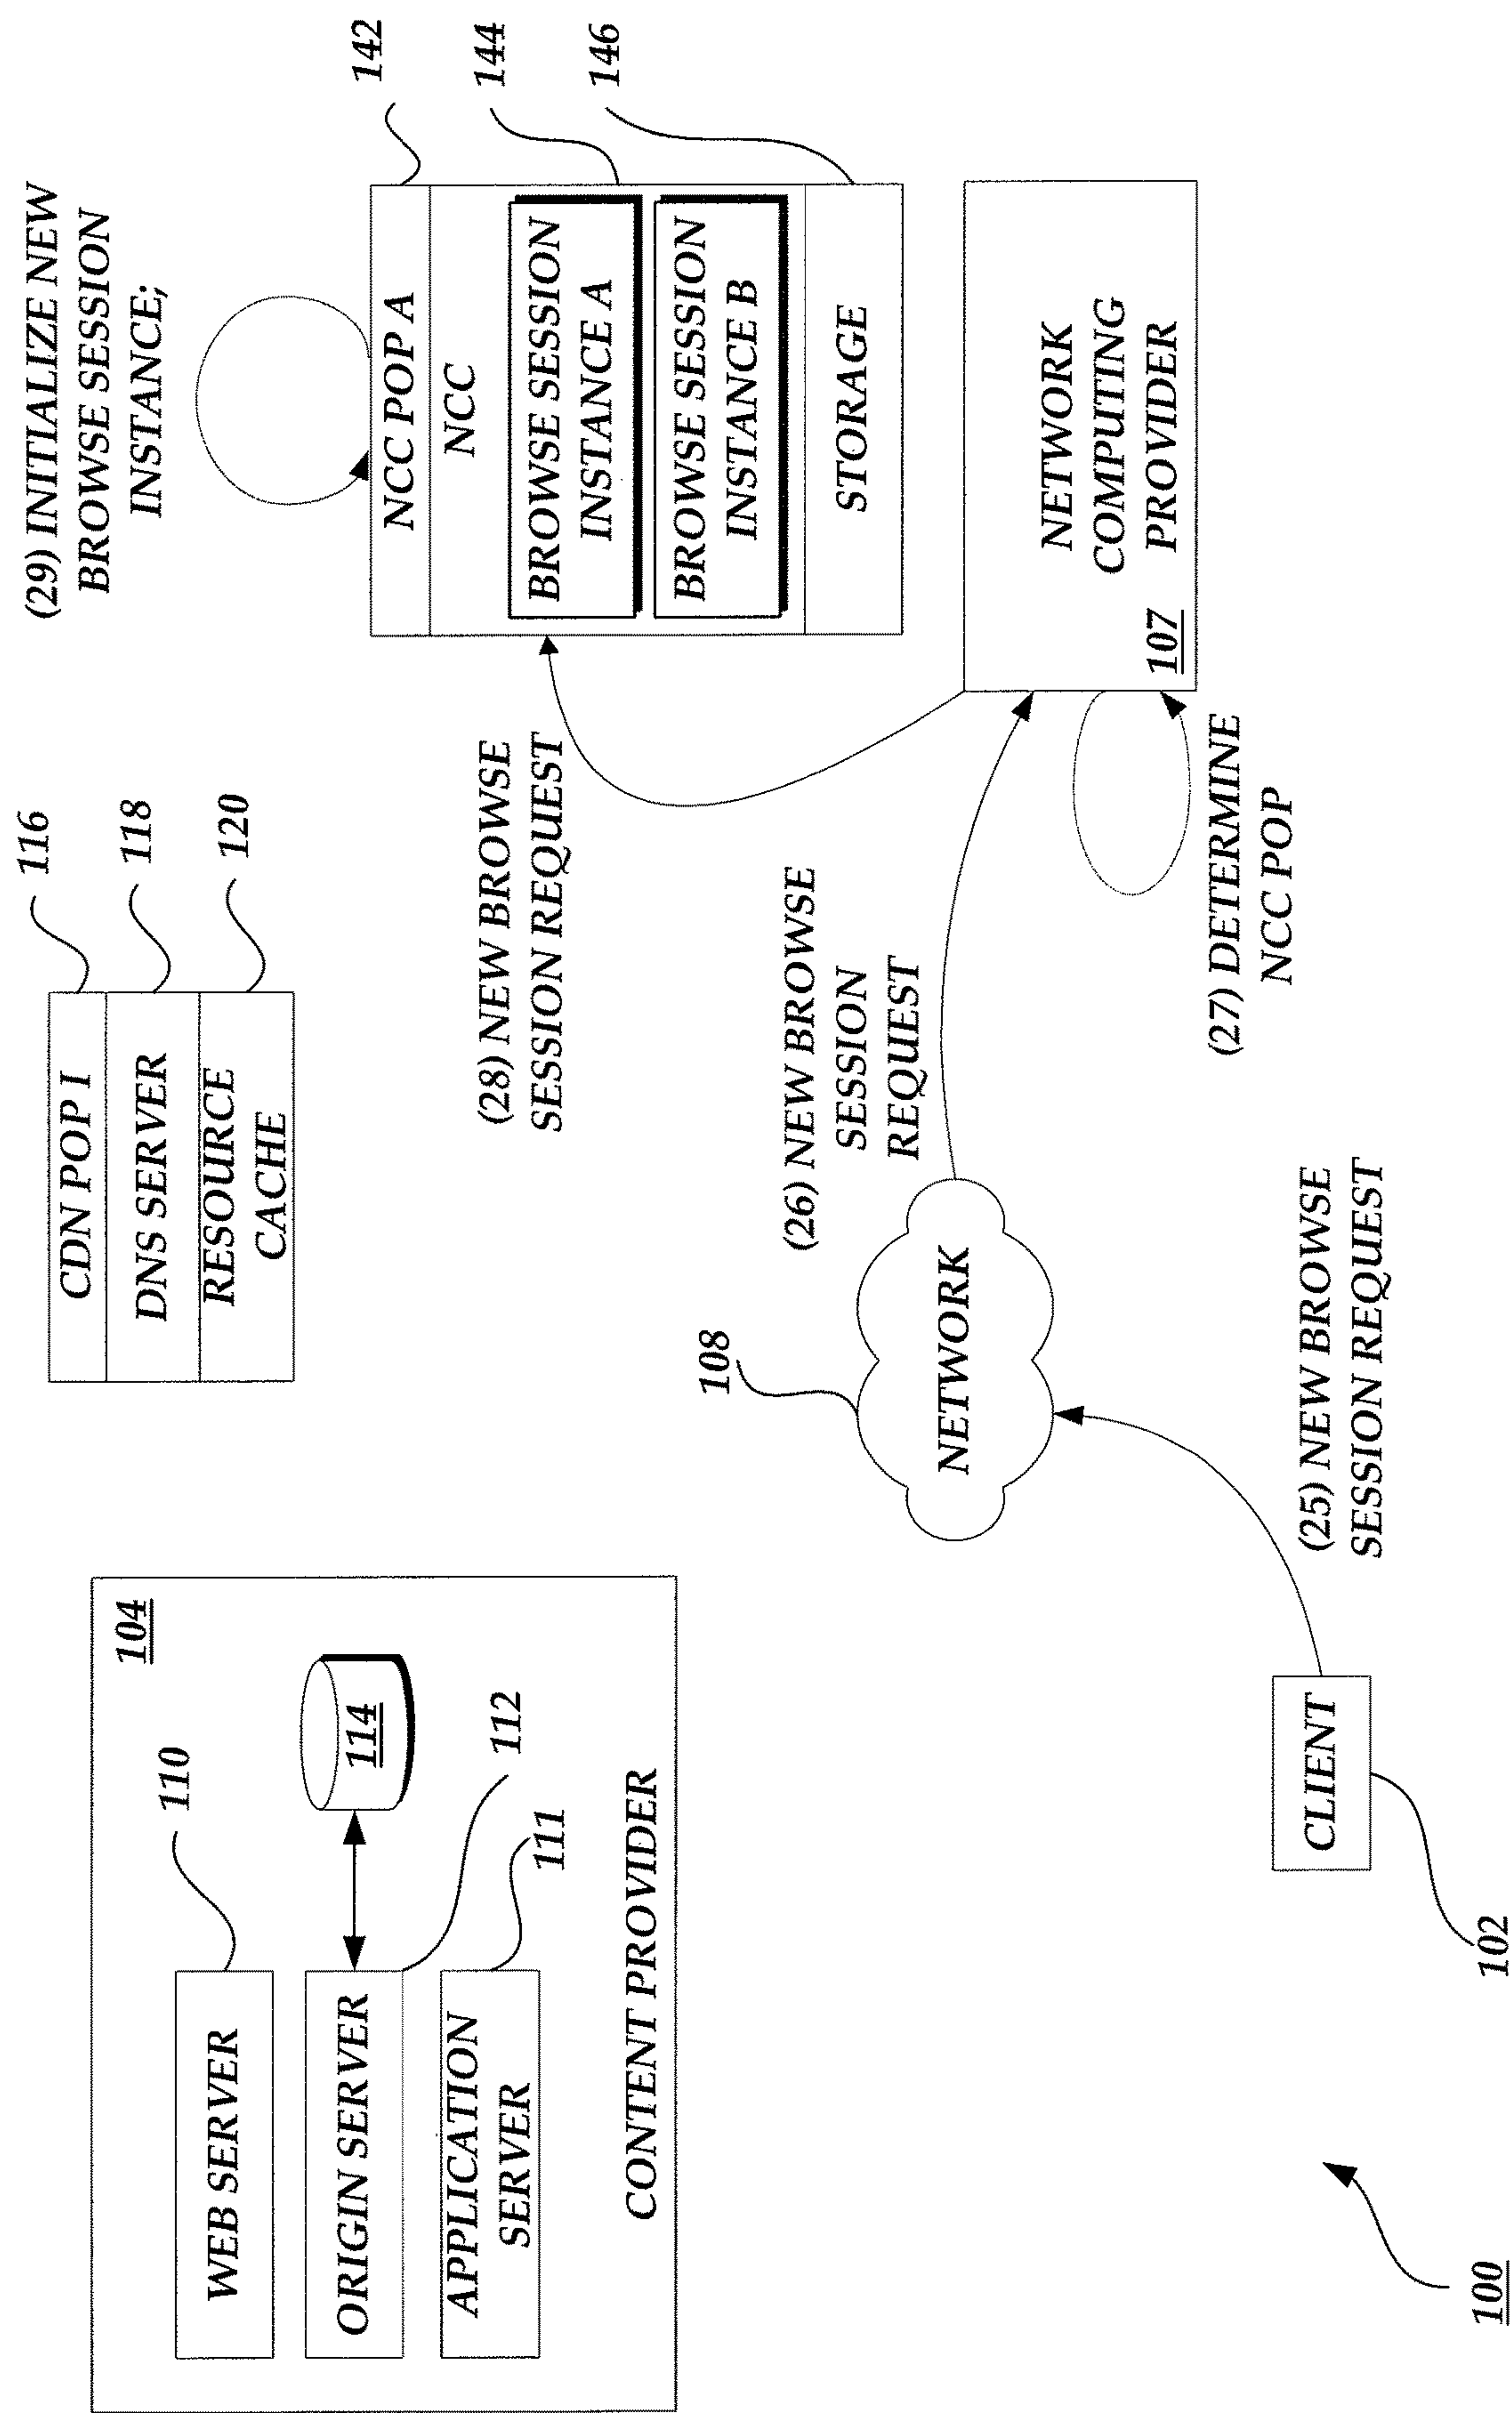 104
110
WEB SERVER
114
ORIGIN SERVER
112
APPLICATION
SERVER
111
CONTENT PROVIDER
116
CDN POP I
118
DNS SERVER
120
RESOURCE
CACHE
(29) INITIALIZE NEW
BROWSE SESSION
INSTANCE;
142
NCC POP A
144
NCC
BROWSE SESSION
INSTANCE A
BROWSE SESSION
INSTANCE B
146
STORAGE
(28) NEW BROWSE
SESSION REQUEST
108
NETWORK
(26) NEW BROWSE
SESSION
REQUEST
NETWORK
COMPUTING
PROVIDER
107
(27) DETERMINE
NCC POP
(25) NEW BROWSE
SESSION REQUEST
CLIENT
102
100